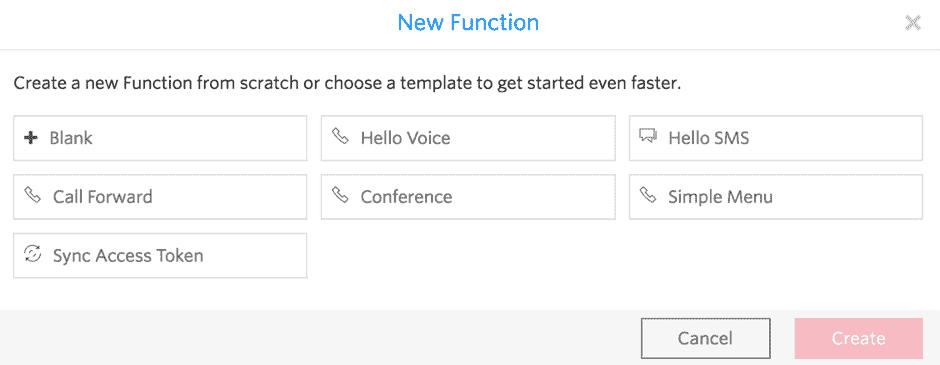 New Function
Create a new Function from scratch or choose a template to get started even faster.
Blank
Hello Voice
Hello SMS
Call Forward
Conference
Simple Menu
Sync Access Token
Cancel
Create